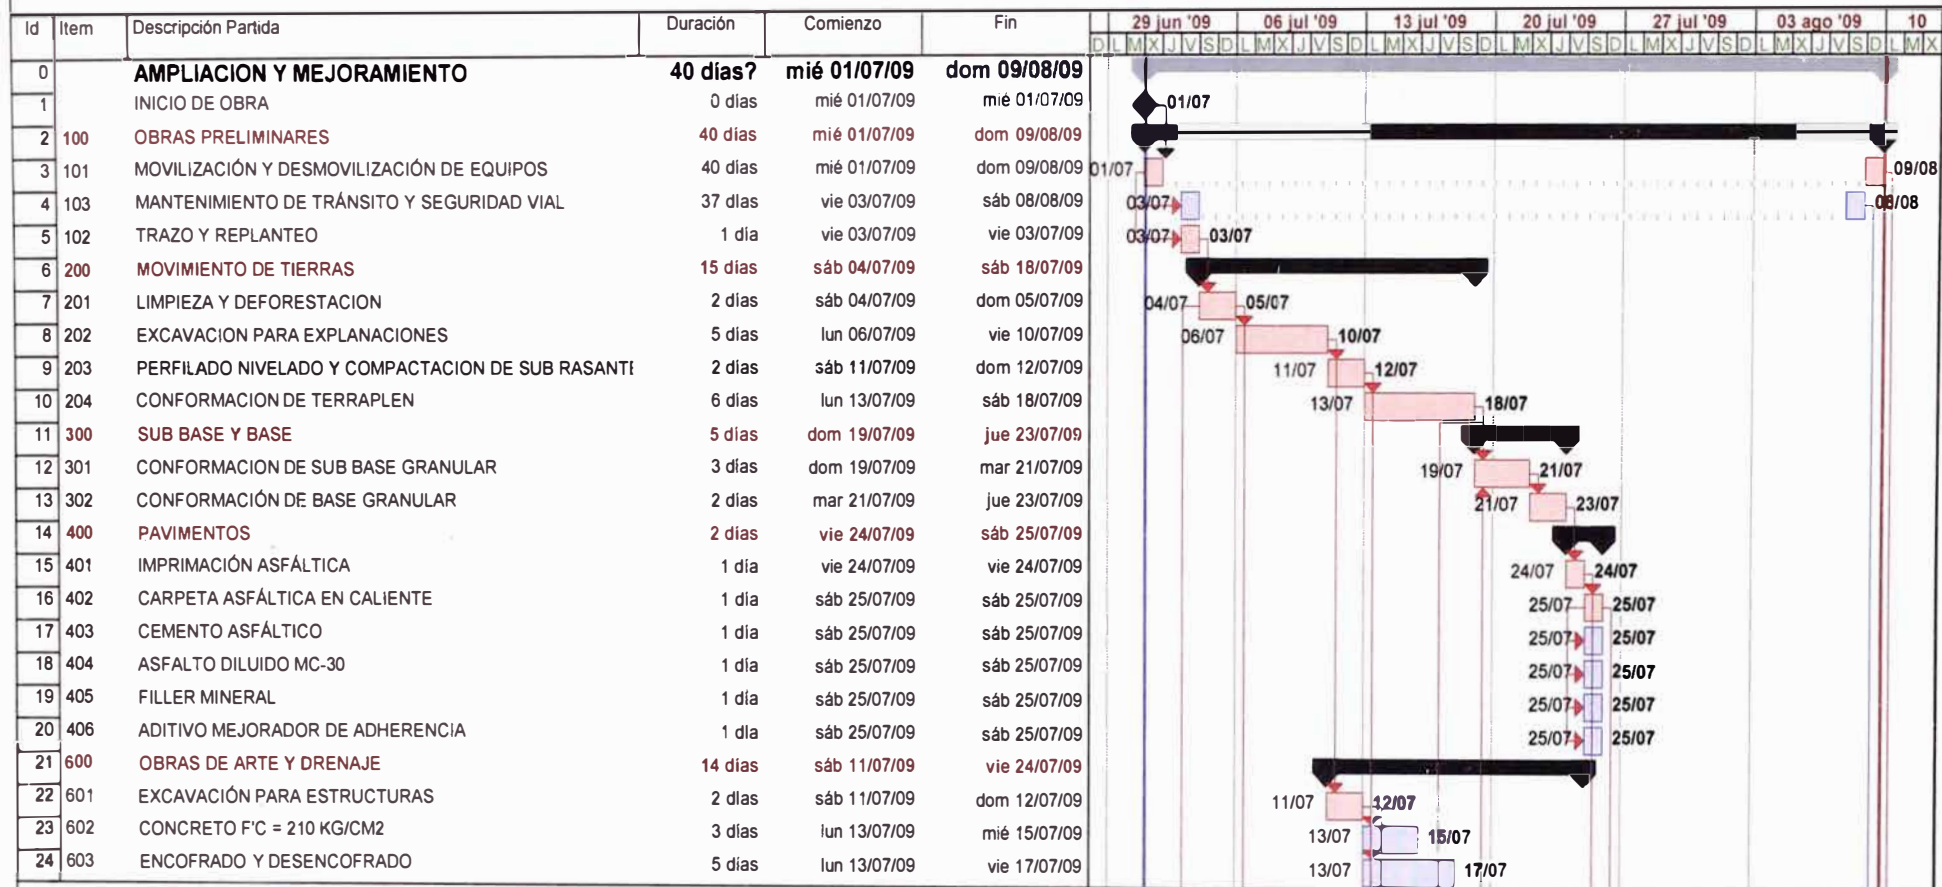 Id Item Descripción Partida Duración Comienzo Fin 29 jun '09 06 jul '09 13 jul '09 20 jul '09 27 jul '09 03 ago '09 10
D L M X J V S D L M X J V S D L M X J V S D L M X J V S D L M X J V S D L M X J V S D L M X
0 AMPLIACION Y MEJORAMIENTO 40 días? mié 01/07/09 dom 09/08/09
1 INICIO DE OBRA 0 días mié 01/07/09 mié 01/07/09 01/07
2 100 OBRAS PRELIMINARES 40 días mié 01/07/09 dom 09/08/09
3 101 MOVILIZACIÓN Y DESMOVILIZACIÓN DE EQUIPOS 40 días mié 01/07/09 dom 09/08/09 01/07 09/08
4 103 MANTENIMIENTO DE TRÁNSITO Y SEGURIDAD VIAL 37 días vie 03/07/09 sáb 08/08/09 03/07 08/08
5 102 TRAZO Y REPLANTEO 1 día vie 03/07/09 vie 03/07/09 03/07 03/07
6 200 MOVIMIENTO DE TIERRAS 15 días sáb 04/07/09 sáb 18/07/09
7 201 LIMPIEZA Y DEFORESTACION 2 días sáb 04/07/09 dom 05/07/09 04/07 05/07
8 202 EXCAVACION PARA EXPLANACIONES 5 días lun 06/07/09 vie 10/07/09 06/07 10/07
9 203 PERFILADO NIVELADO Y COMPACTACION DE SUB RASANTE 2 días sáb 11/07/09 dom 12/07/09 11/07 12/07
10 204 CONFORMACION DE TERRAPLEN 6 días lun 13/07/09 sáb 18/07/09 13/07 18/07
11 300 SUB BASE Y BASE 5 días dom 19/07/09 jue 23/07/09
12 301 CONFORMACION DE SUB BASE GRANULAR 3 días dom 19/07/09 mar 21/07/09 19/07 21/07
13 302 CONFORMACIÓN DE BASE GRANULAR 2 días mar 21/07/09 jue 23/07/09 21/07 23/07
14 400 PAVIMENTOS 2 días vie 24/07/09 sáb 25/07/09
15 401 IMPRIMACIÓN ASFÁLTICA 1 día vie 24/07/09 vie 24/07/09 24/07 24/07
16 402 CARPETA ASFÁLTICA EN CALIENTE 1 día sáb 25/07/09 sáb 25/07/09 25/07 25/07
17 403 CEMENTO ASFÁLTICO 1 día sáb 25/07/09 sáb 25/07/09 25/07 25/07
18 404 ASFALTO DILUIDO MC-30 1 día sáb 25/07/09 sáb 25/07/09 25/07 25/07
19 405 FILLER MINERAL 1 día sáb 25/07/09 sáb 25/07/09 25/07 25/07
20 406 ADITIVO MEJORADOR DE ADHERENCIA 1 día sáb 25/07/09 sáb 25/07/09 25/07 25/07
21 600 OBRAS DE ARTE Y DRENAJE 14 días sáb 11/07/09 vie 24/07/09
22 601 EXCAVACIÓN PARA ESTRUCTURAS 2 días sáb 11/07/09 dom 12/07/09 11/07 12/07
23 602 CONCRETO F'C = 210 KG/CM2 3 días lun 13/07/09 mié 15/07/09 13/07 15/07
24 603 ENCOFRADO Y DESENCOFRADO 5 días lun 13/07/09 vie 17/07/09 13/07 17/07